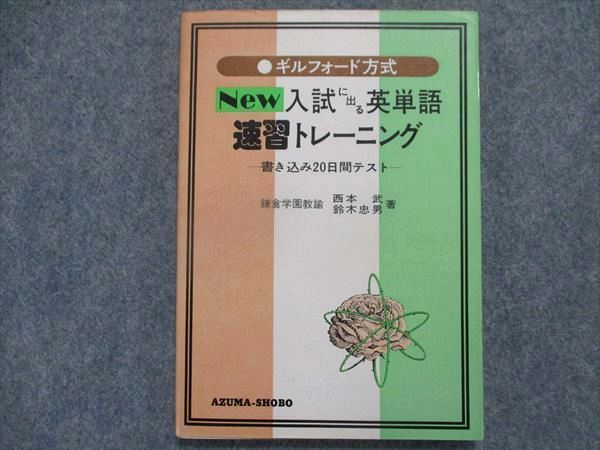 ●ギルフォード方式
New入試に出る英単語
速習トレーニング
―書き込み20日間テスト―
鎌倉学園教諭 西本 武 著
鈴木忠男
AZUMA-SHOBO